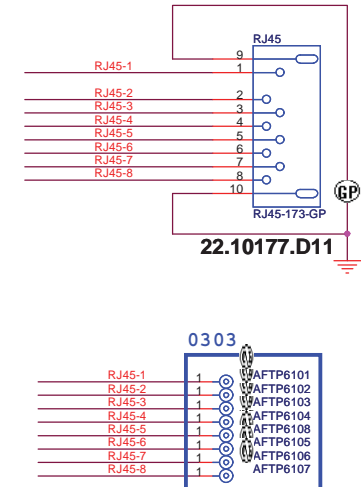 RJ45
9
RJ45-1 1
RJ45-2 2
RJ45-3 3
RJ45-4 4
RJ45-5 5
RJ45-6 6
RJ45-7 7
RJ45-8 8
10
GP
RJ45-173-GP
22.10177.D11
0303
RJ45-1 1 AFTP6101
RJ45-2 1 AFTP6102
RJ45-3 1 AFTP6103
RJ45-4 1 AFTP6104
RJ45-5 1 AFTP6108
RJ45-6 1 AFTP6105
RJ45-7 1 AFTP6106
RJ45-8 1 AFTP6107